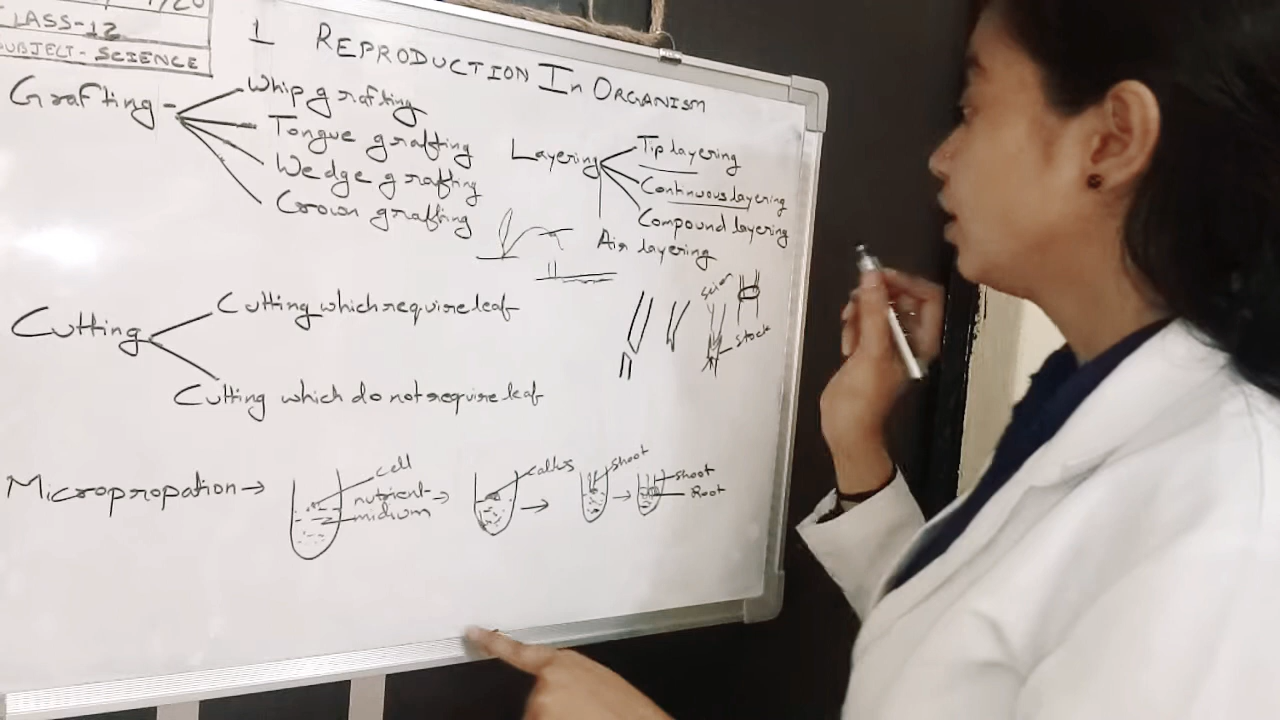 CLASS-12
SUBJECT- SCIENCE
1 REPRODUCTION In ORGANISM
Grafting -
Whip grafting
Tongue grafting
Wedge grafting
Crown grafting
Layering
Tip layering
Continuous layering
Compound layering
Air layering
scion
stock
Cutting
Cutting which require leaf
Cutting which do not require leaf
Micropropation →
cell
nutrient
midium
→
callus
→
shoot
→
shoot
Root